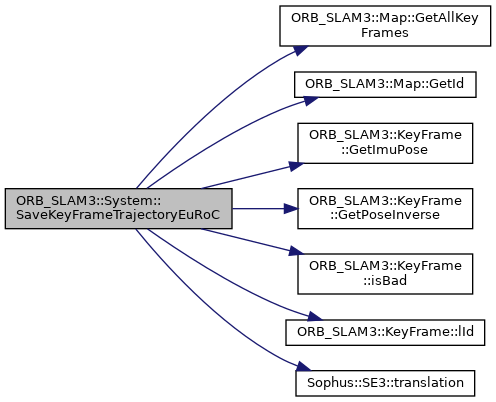 ORB_SLAM3::Map::GetAllKey
Frames
ORB_SLAM3::Map::GetId
ORB_SLAM3::KeyFrame
::GetImuPose
ORB_SLAM3::System::
SaveKeyFrameTrajectoryEuRoC
ORB_SLAM3::KeyFrame
::GetPoseInverse
ORB_SLAM3::KeyFrame
::isBad
ORB_SLAM3::KeyFrame::lId
Sophus::SE3::translation